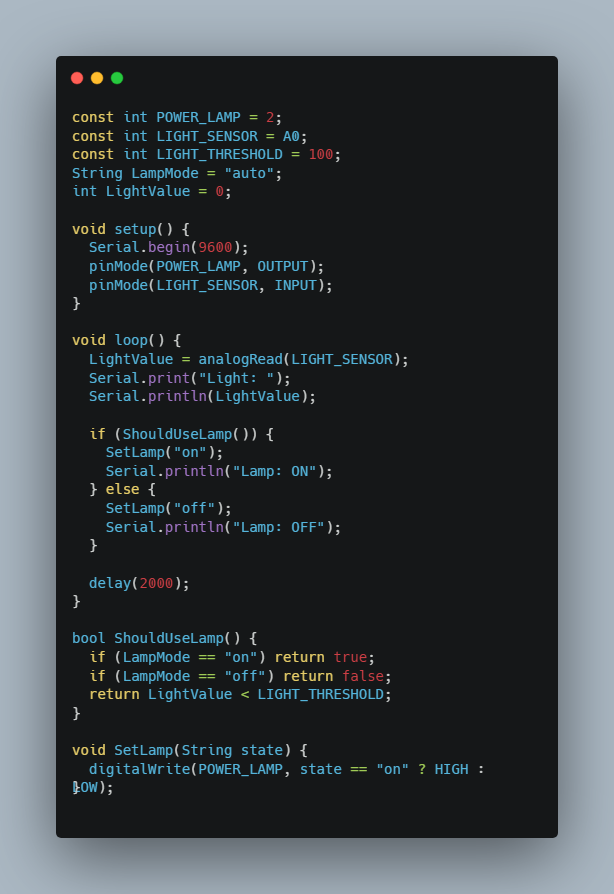 const int POWER_LAMP = 2;
const int LIGHT_SENSOR = A0;
const int LIGHT_THRESHOLD = 100;
String LampMode = "auto";
int LightValue = 0;

void setup() {
  Serial.begin(9600);
  pinMode(POWER_LAMP, OUTPUT);
  pinMode(LIGHT_SENSOR, INPUT);
}

void loop() {
  LightValue = analogRead(LIGHT_SENSOR);
  Serial.print("Light: ");
  Serial.println(LightValue);

  if (ShouldUseLamp()) {
    SetLamp("on");
    Serial.println("Lamp: ON");
  } else {
    SetLamp("off");
    Serial.println("Lamp: OFF");
  }

  delay(2000);
}

bool ShouldUseLamp() {
  if (LampMode == "on") return true;
  if (LampMode == "off") return false;
  return LightValue < LIGHT_THRESHOLD;
}

void SetLamp(String state) {
  digitalWrite(POWER_LAMP, state == "on" ? HIGH :
LOW);
}